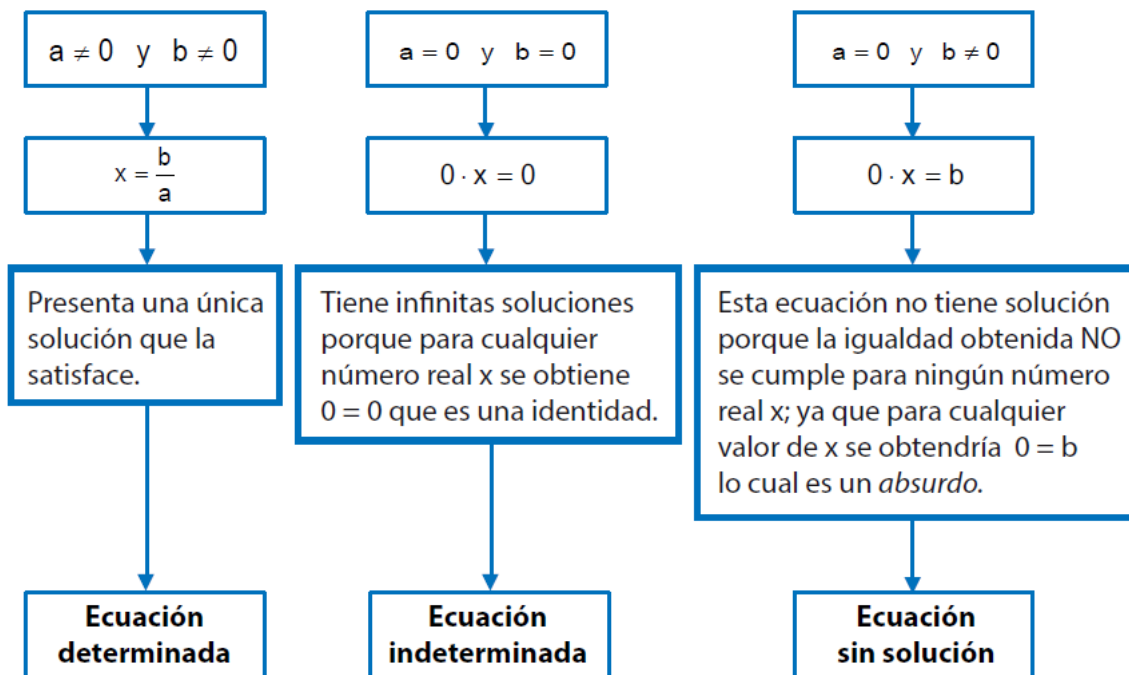 a ≠ 0 y b ≠ 0
x = b/a
Presenta una única
solución que la
satisface.
Ecuación
determinada
a = 0 y b = 0
0 · x = 0
Tiene infinitas soluciones
porque para cualquier
número real x se obtiene
0 = 0 que es una identidad.
Ecuación
indeterminada
a = 0 y b ≠ 0
0 · x = b
Esta ecuación no tiene solución
porque la igualdad obtenida NO
se cumple para ningún número
real x; ya que para cualquier
valor de x se obtendría 0 = b
lo cual es un absurdo.
Ecuación
sin solución